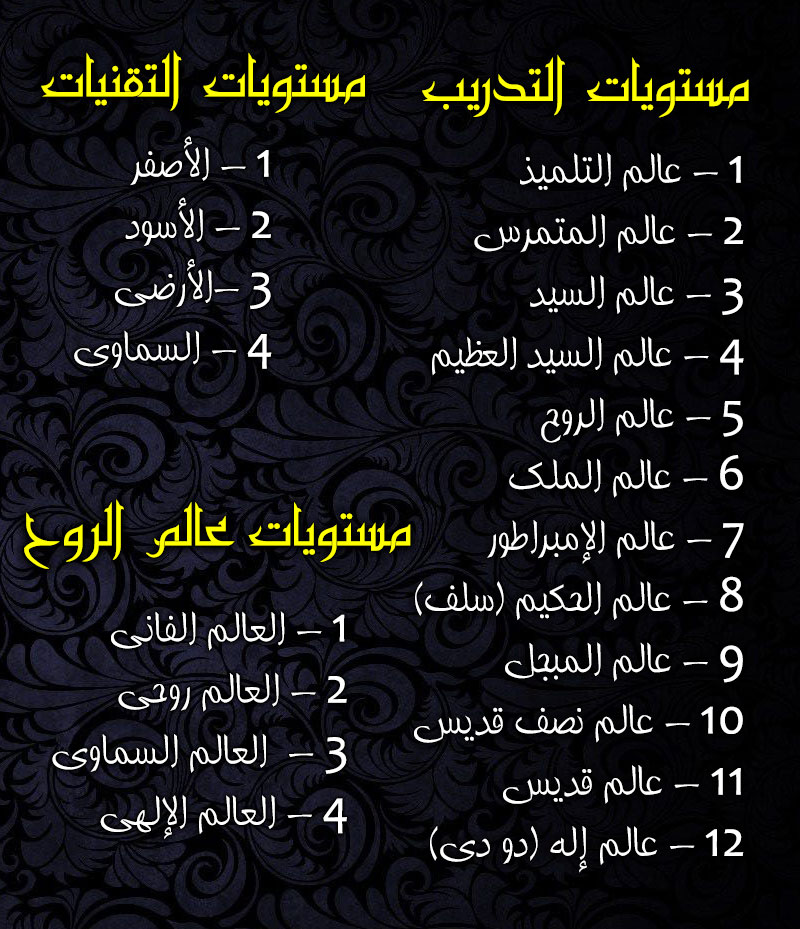 مستويات التدريب
1 – عالم التلميذ
2 – عالم المتمرس
3 – عالم السيد
4 – عالم السيد العظيم
5 – عالم الروح
6 – عالم الملك
7 – عالم الإمبراطور
8 – عالم الحكيم (سلف)
9 – عالم المبجل
10 – عالم نصف قديس
11 – عالم قديس
12 – عالم إله (دو دى)
مستويات التقنيات
1 – الأصفر
2 – الأسود
3 –الأرضى
4 – السماوى
مستويات عالم الروح
1 – العالم الفانى
2 – العالم روحى
3 – العالم السماوى
4 – العالم الإلهى